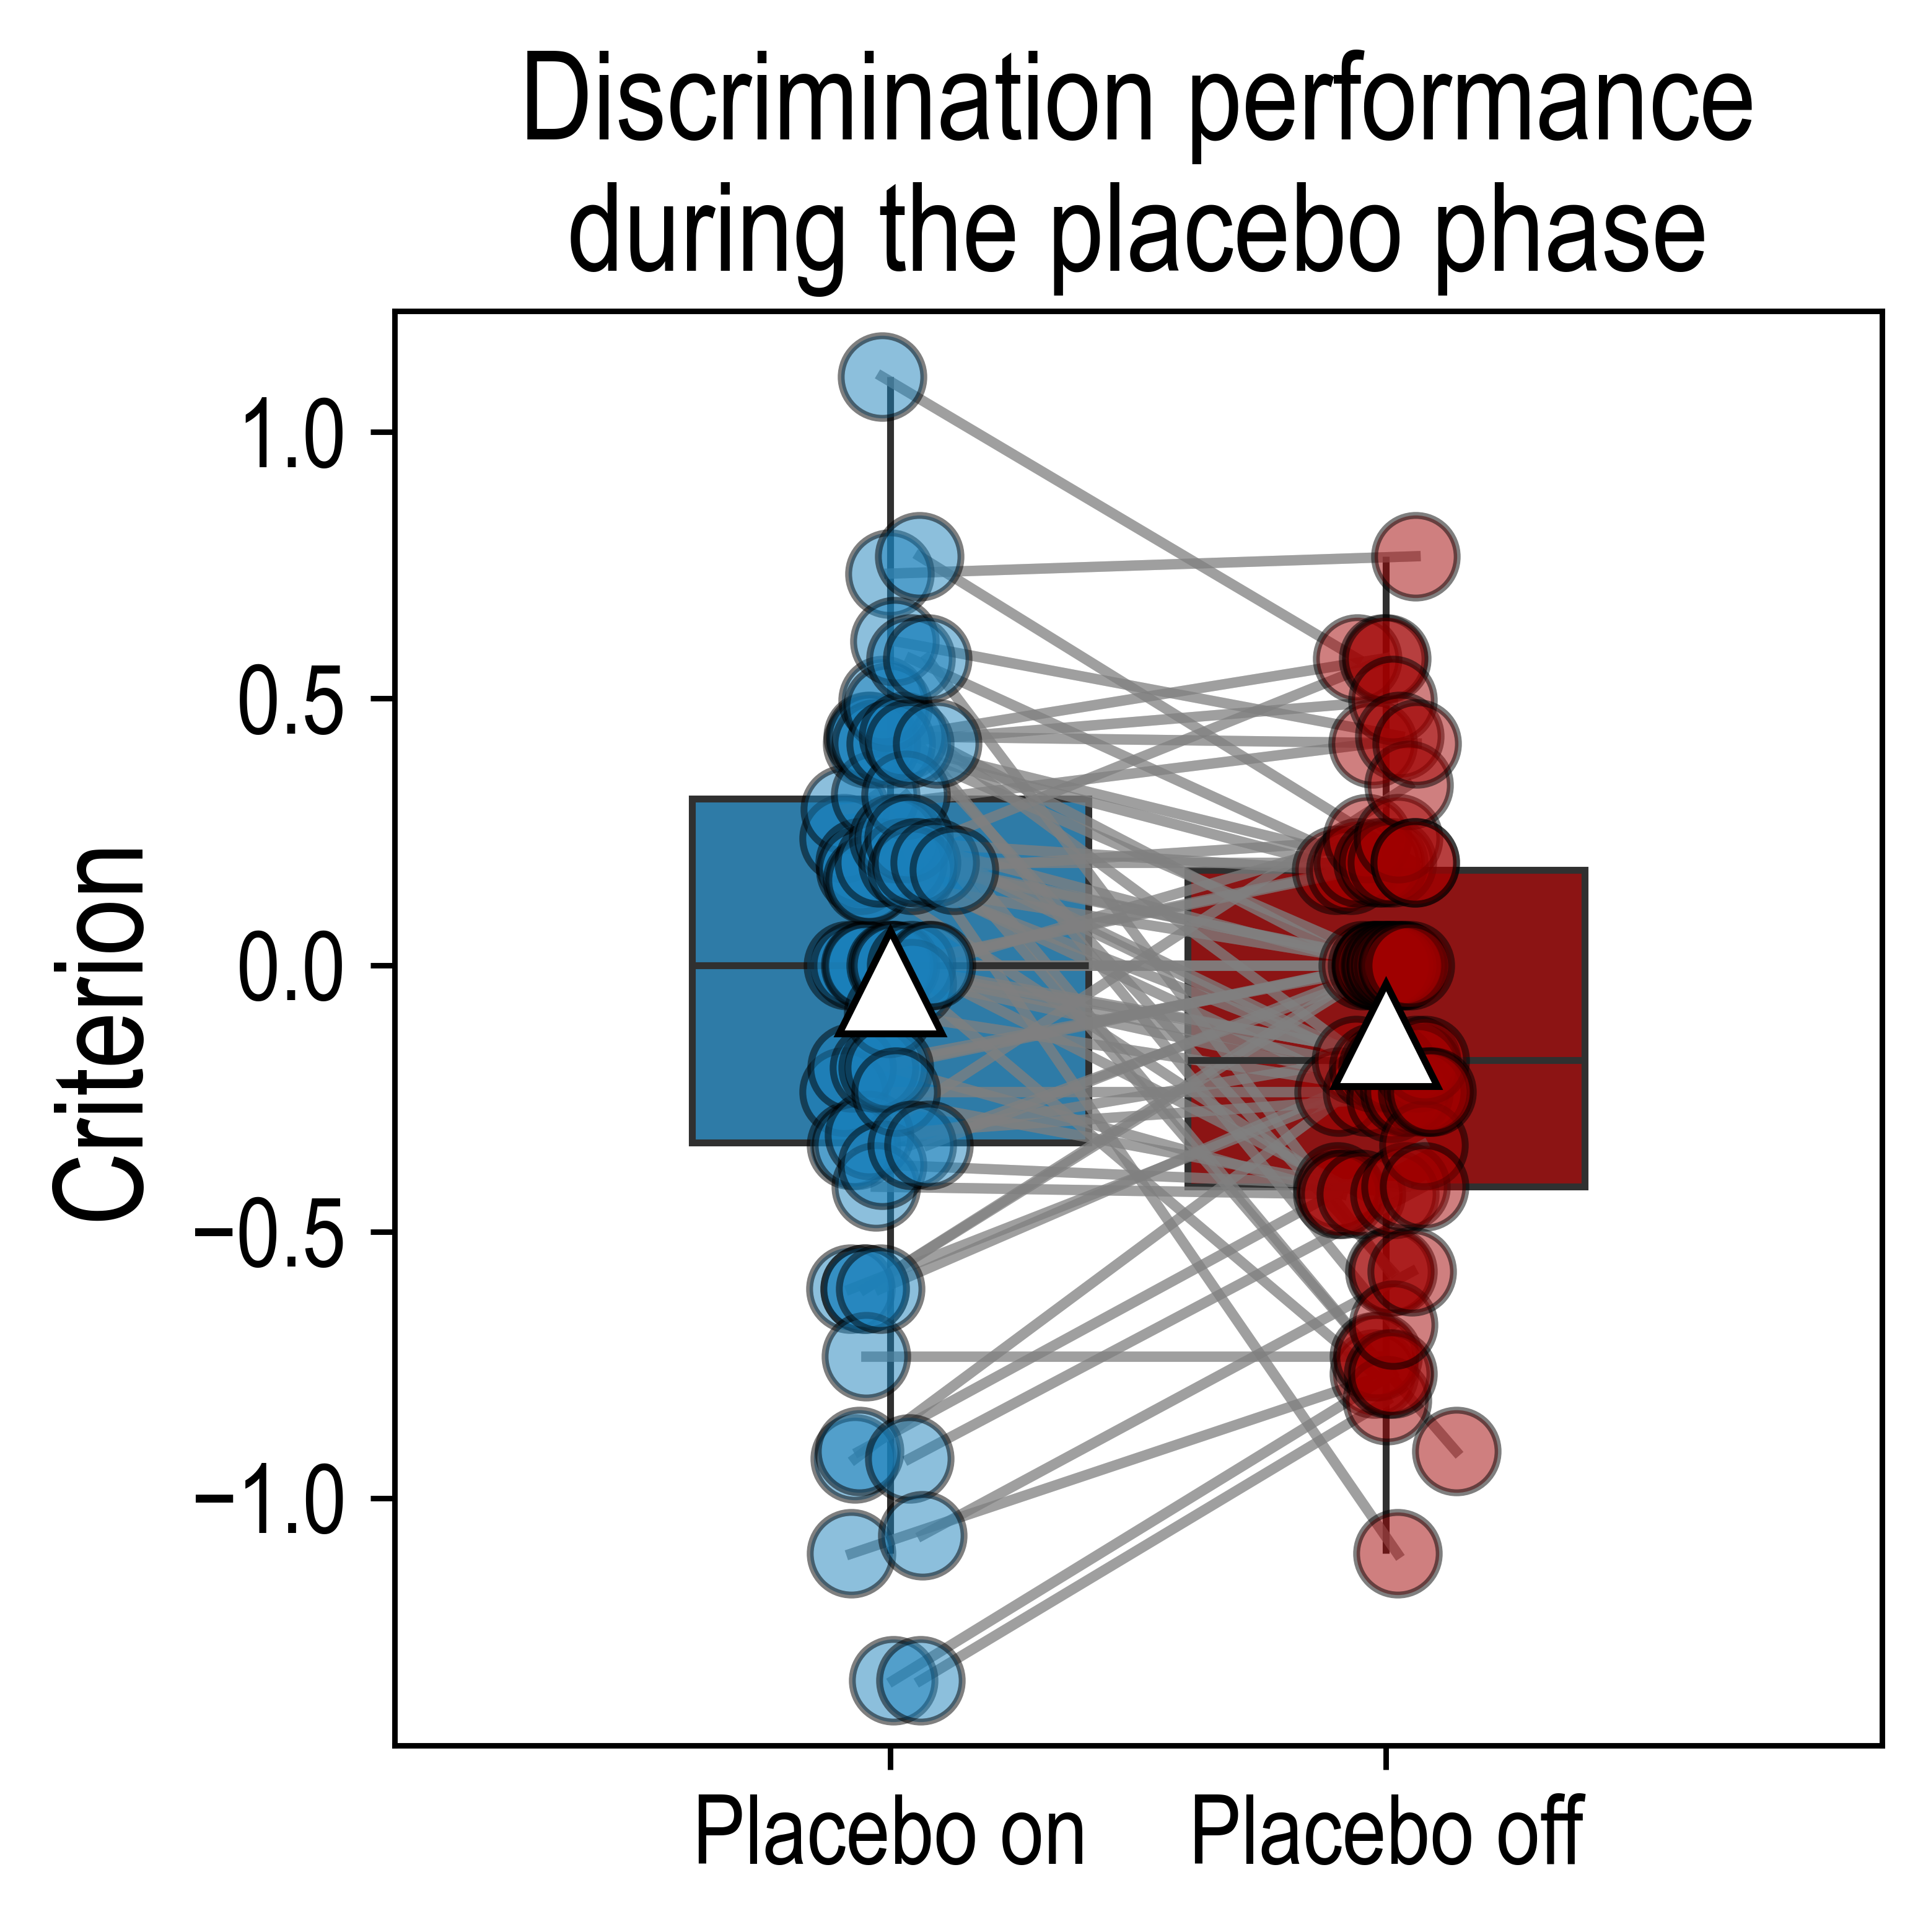 Discrimination performance
during the placebo phase
Criterion
1.0
0.5
0.0
−0.5
−1.0
Placebo on
Placebo off